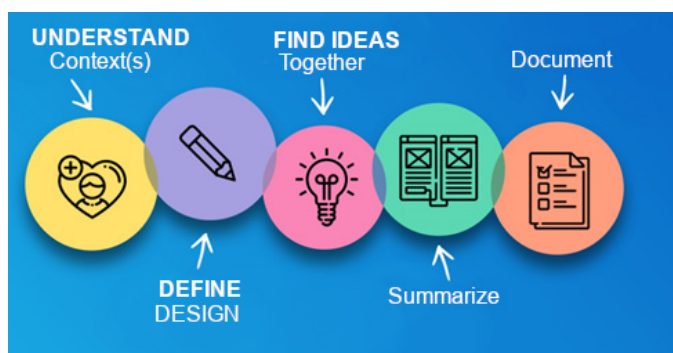 UNDERSTAND
Context(s)
DEFINE
DESIGN
FIND IDEAS
Together
Summarize
Document